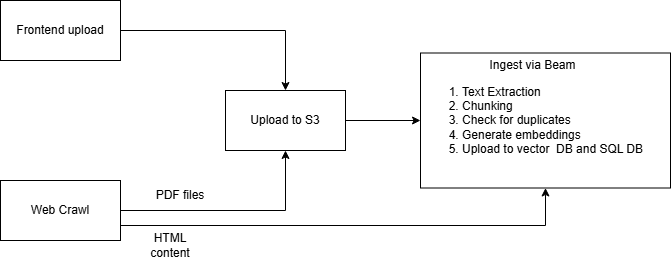 Frontend upload
Ingest via Beam
1. Text Extraction
2. Chunking
3. Check for duplicates
4. Generate embeddings
5. Upload to vector DB and SQL DB
Upload to S3
PDF files
Web Crawl
HTML
content